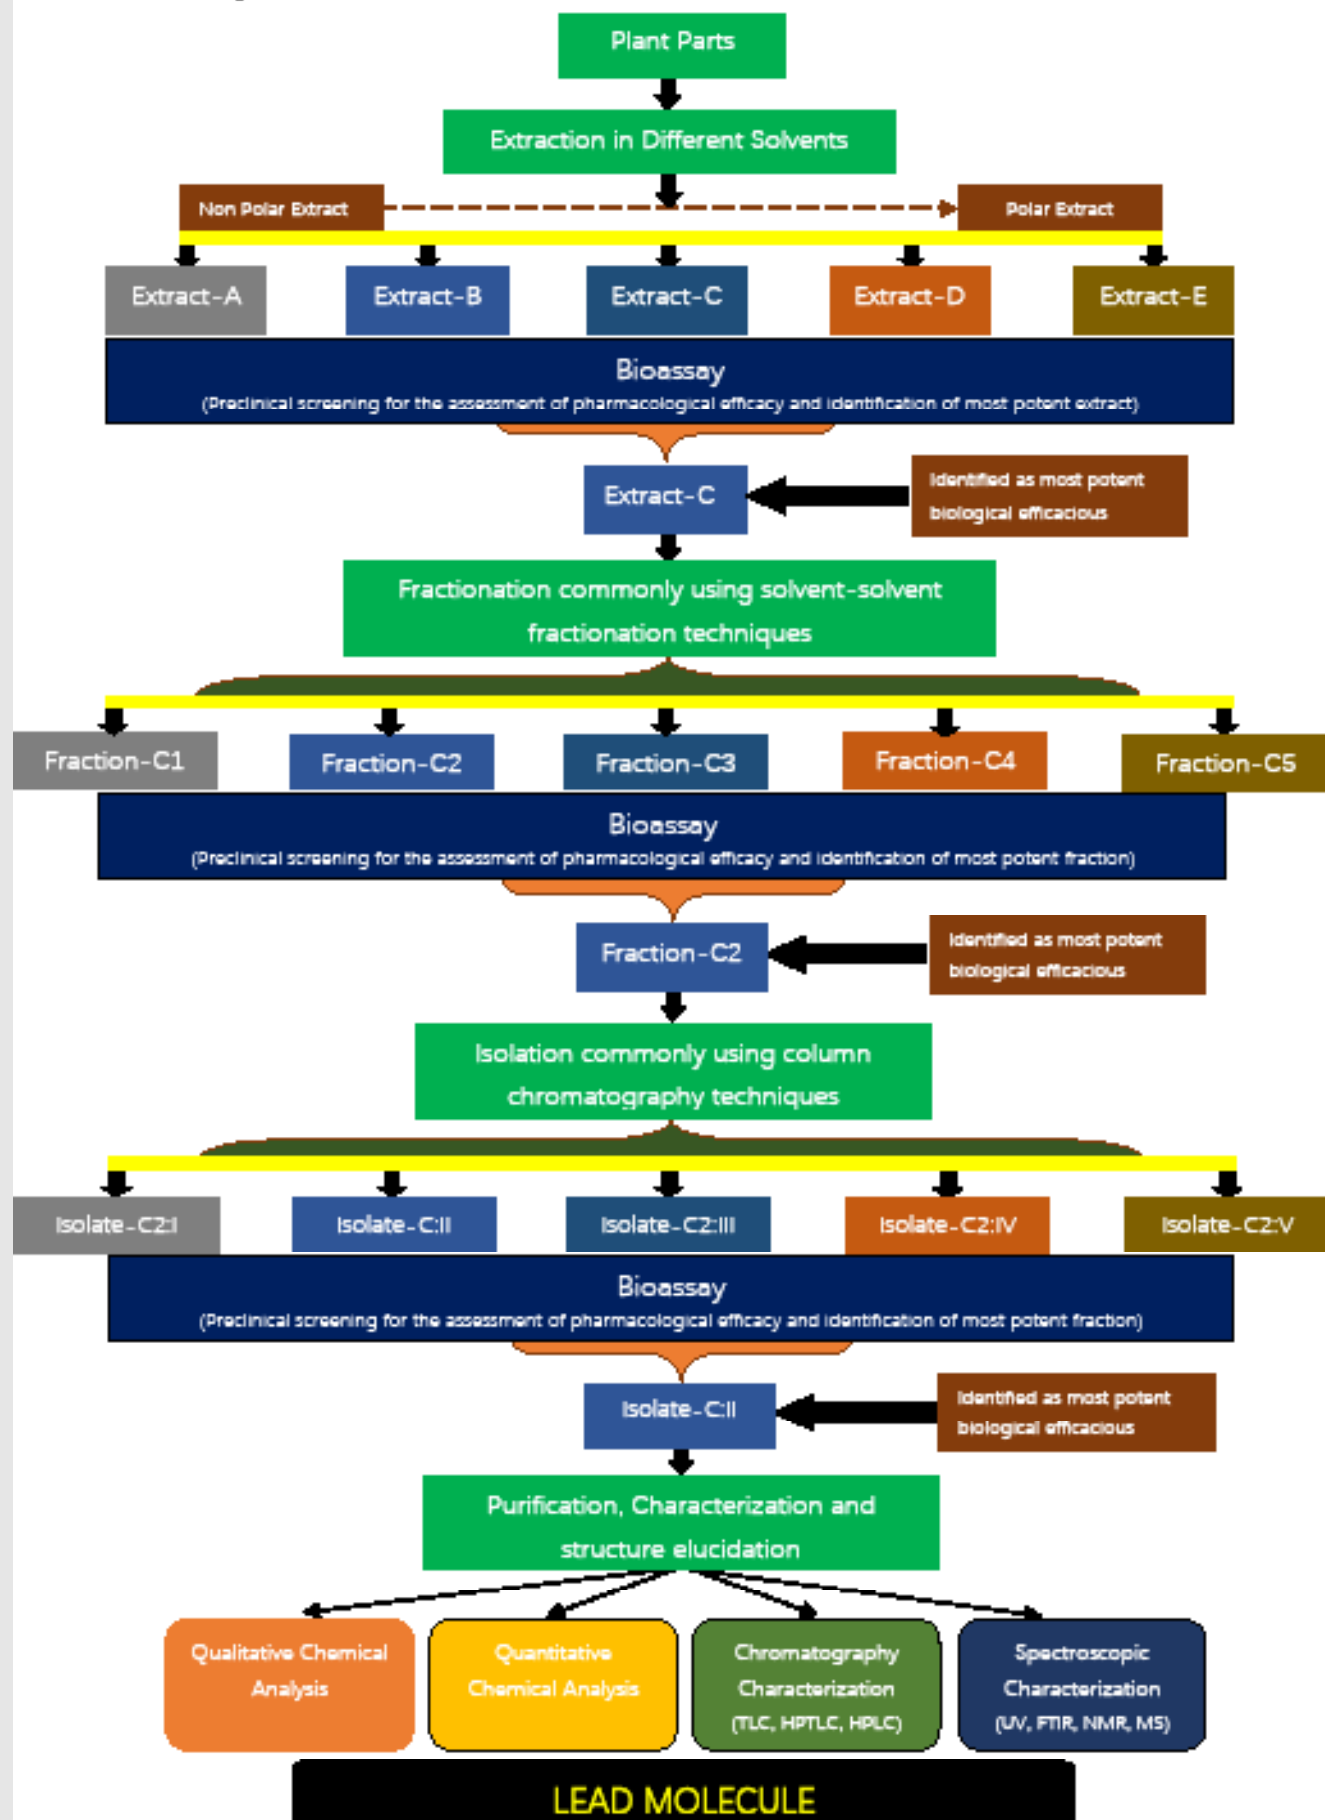 Plant Parts
Extraction in Different Solvents
Non Polar Extract
Polar Extract
Extract-A
Extract-B
Extract-C
Extract-D
Extract-E
Bioassay
(Preclinical screening for the assessment of pharmacological efficacy and identification of most potent extract)
Extract-C
Identified as most potent
biological efficacious
Fractionation commonly using solvent-solvent
fractionation techniques
Fraction-C1
Fraction-C2
Fraction-C3
Fraction-C4
Fraction-C5
Bioassay
(Preclinical screening for the assessment of pharmacological efficacy and identification of most potent fraction)
Fraction-C2
Identified as most potent
biological efficacious
Isolation commonly using column
chromatography techniques
Isolate-C2:I
Isolate-C:II
Isolate-C2:III
Isolate-C2:IV
Isolate-C2:V
Bioassay
(Preclinical screening for the assessment of pharmacological efficacy and identification of most potent fraction)
Isolate-C:II
Identified as most potent
biological efficacious
Purification, Characterization and
structure elucidation
Qualitative Chemical
Analysis
Quantitative
Chemical Analysis
Chromatography
Characterization
(TLC, HPTLC, HPLC)
Spectroscopic
Characterization
(UV, FTIR, NMR, MS)
LEAD MOLECULE